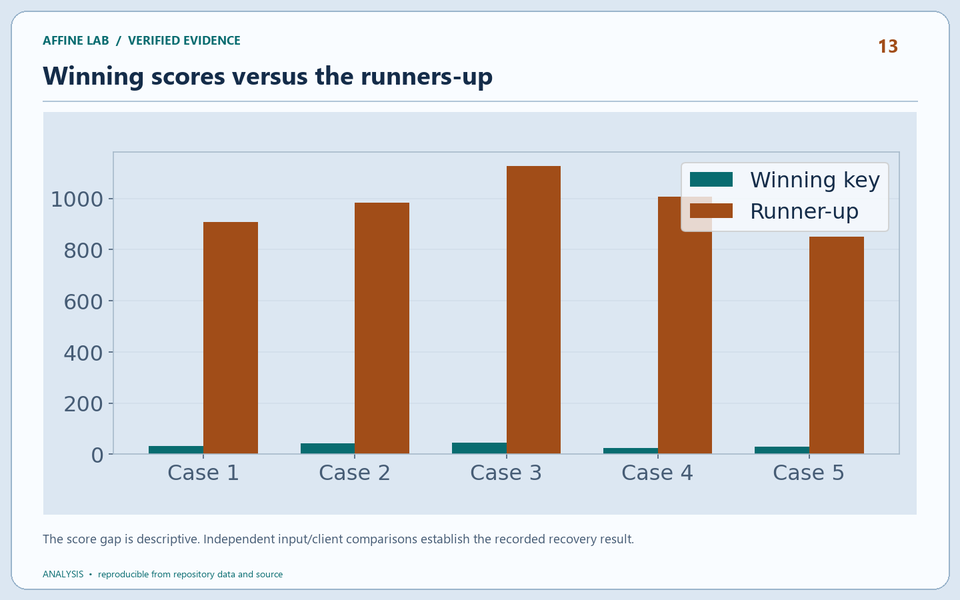 AFFINE LAB / VERIFIED EVIDENCE
13
Winning scores versus the runners-up
Winning key
Runner-up
1000
800
600
400
200
0
Case 1 Case 2 Case 3 Case 4 Case 5
The score gap is descriptive. Independent input/client comparisons establish the recorded recovery result.
ANALYSIS • reproducible from repository data and source